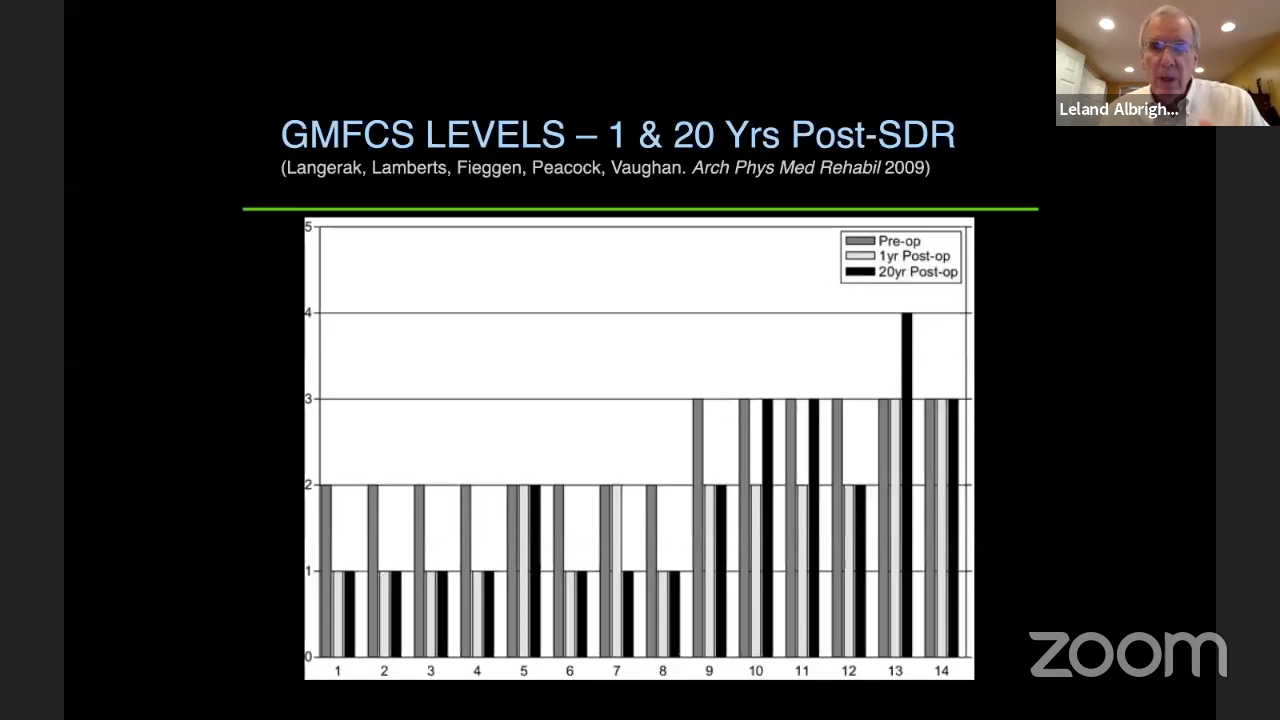 Leland Albrigh...
GMFCS LEVELS – 1 & 20 Yrs Post-SDR
(Langerak, Lamberts, Fieggen, Peacock, Vaughan. Arch Phys Med Rehabil 2009)
5
Pre-op
1yr Post-op
20yr Post-op
4
3
2
1
0
1 2 3 4 5 6 7 8 9 10 11 12 13 14
zoom